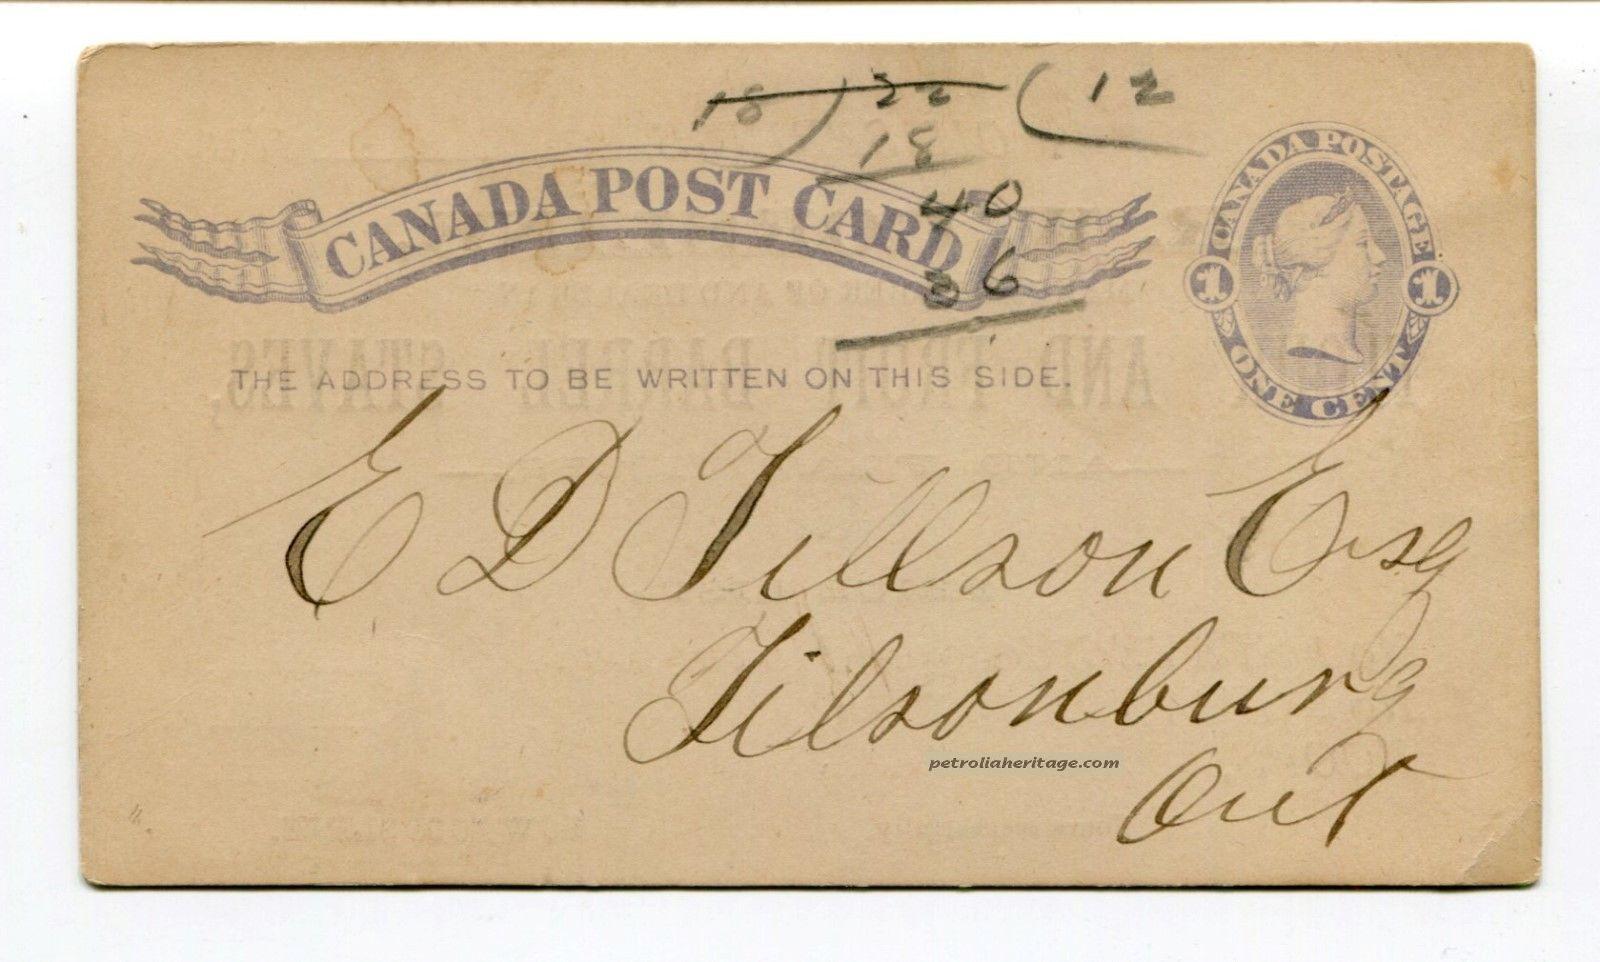 18 ) 22 ( 12
18
40
36
CANADA POST CARD
CANADA POSTAGE
1 1
ONE CENT
THE ADDRESS TO BE WRITTEN ON THIS SIDE.
E D Tillson Esq
Tilsonburg
petroliaheritage.com
Ont